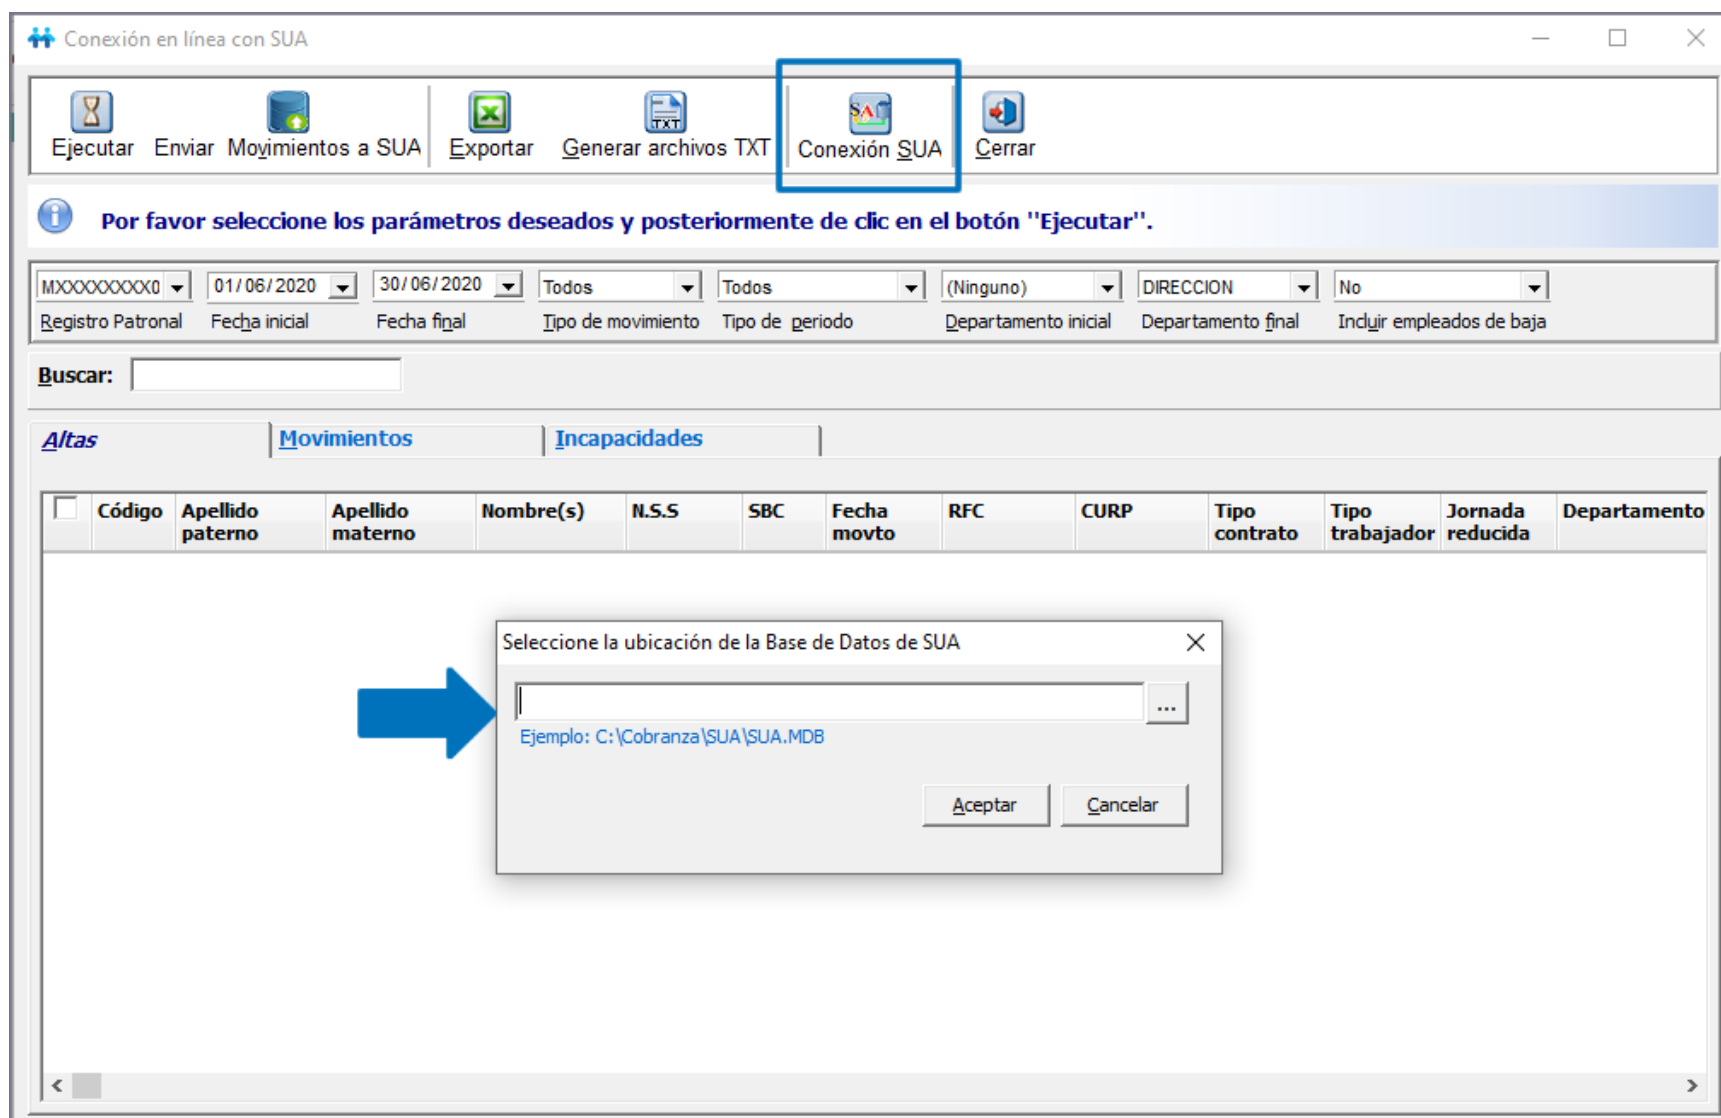 Conexión en línea con SUA
Ejecutar Enviar Movimientos a SUA Exportar Generar archivos TXT Conexión SUA Cerrar
Por favor seleccione los parámetros deseados y posteriormente de clic en el botón "Ejecutar".
MXXXXXXXX0 01/06/2020 30/06/2020 Todos Todos (Ninguno) DIRECCION No
Registro Patronal Fecha inicial Fecha final Tipo de movimiento Tipo de periodo Departamento inicial Departamento final Incluir empleados de baja
Buscar:
Altas Movimientos Incapacidades
Código Apellido paterno Apellido materno Nombre(s) N.S.S SBC Fecha movto RFC CURP Tipo contrato Tipo trabajador Jornada reducida Departamento
Seleccione la ubicación de la Base de Datos de SUA
...
Ejemplo: C:\Cobranza\SUA\SUA.MDB
Aceptar Cancelar